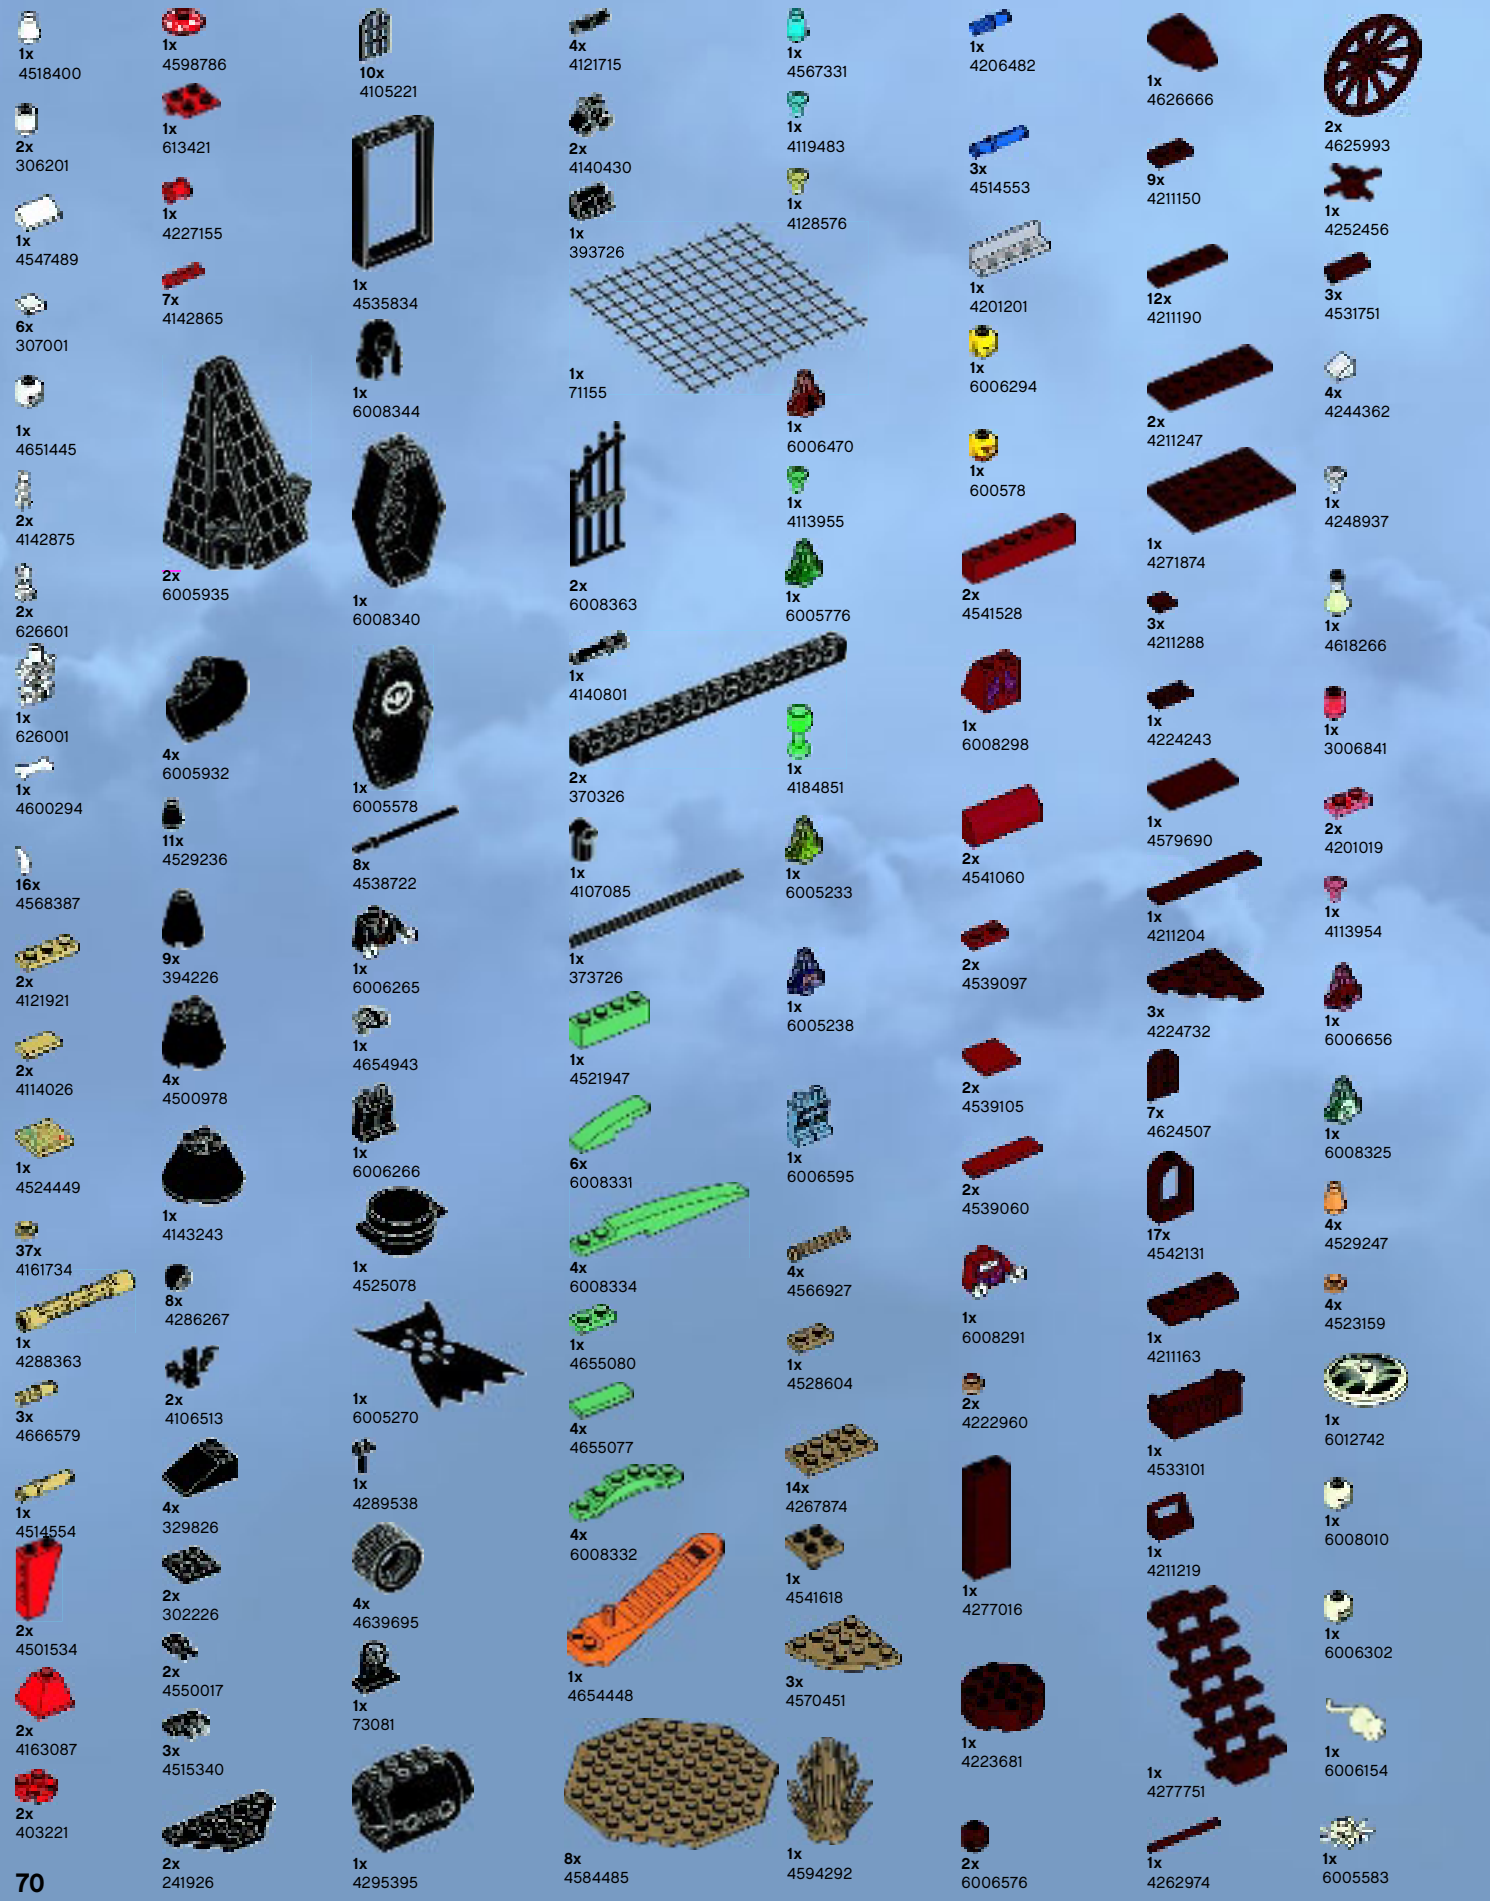 1x
4518400
2x
306201
1x
4547489
6x
307001
1x
4651445
2x
4142875
2x
626601
1x
626001
1x
4600294
16x
4568387
2x
4121921
2x
4114026
1x
4524449
37x
4161734
1x
4288363
3x
4666579
1x
4514554
2x
4501534
2x
4163087
2x
403221
70
1x
4598786
1x
613421
1x
4227155
7x
4142865
2x
6005935
4x
6005932
11x
4529236
9x
394226
4x
4500978
1x
4143243
8x
4286267
2x
4106513
4x
329826
2x
302226
2x
4550017
3x
4515340
2x
241926
10x
4105221
1x
4535834
1x
6008344
1x
6008340
1x
6005578
8x
4538722
1x
6006265
1x
4654943
1x
6006266
1x
4525078
1x
6005270
1x
4289538
4x
4639695
1x
73081
1x
4295395
4x
4121715
2x
4140430
1x
393726
1x
71155
2x
6008363
1x
4140801
2x
370326
1x
4107085
1x
373726
1x
4521947
6x
6008331
4x
6008334
1x
4655080
4x
4655077
4x
6008332
1x
4654448
8x
4584485
1x
4567331
1x
4119483
1x
4128576
1x
6006470
1x
4113955
1x
6005776
1x
4184851
1x
6005233
1x
6005238
1x
6006595
4x
4566927
1x
4528604
14x
4267874
1x
4541618
3x
4570451
1x
4594292
1x
4206482
3x
4514553
1x
4201201
1x
6006294
1x
600578
2x
4541528
1x
6008298
2x
4541060
2x
4539097
2x
4539105
2x
4539060
1x
6008291
2x
4222960
1x
4277016
1x
4223681
2x
6006576
1x
4626666
9x
4211150
12x
4211190
2x
4211247
1x
4271874
3x
4211288
1x
4224243
1x
4579690
1x
4211204
3x
4224732
7x
4624507
17x
4542131
1x
4211163
1x
4533101
1x
4211219
1x
4277751
1x
4262974
2x
4625993
1x
4252456
3x
4531751
4x
4244362
1x
4248937
1x
4618266
1x
3006841
2x
4201019
1x
4113954
1x
6006656
1x
6008325
4x
4529247
4x
4523159
1x
6012742
1x
6008010
1x
6006302
1x
6006154
1x
6005583